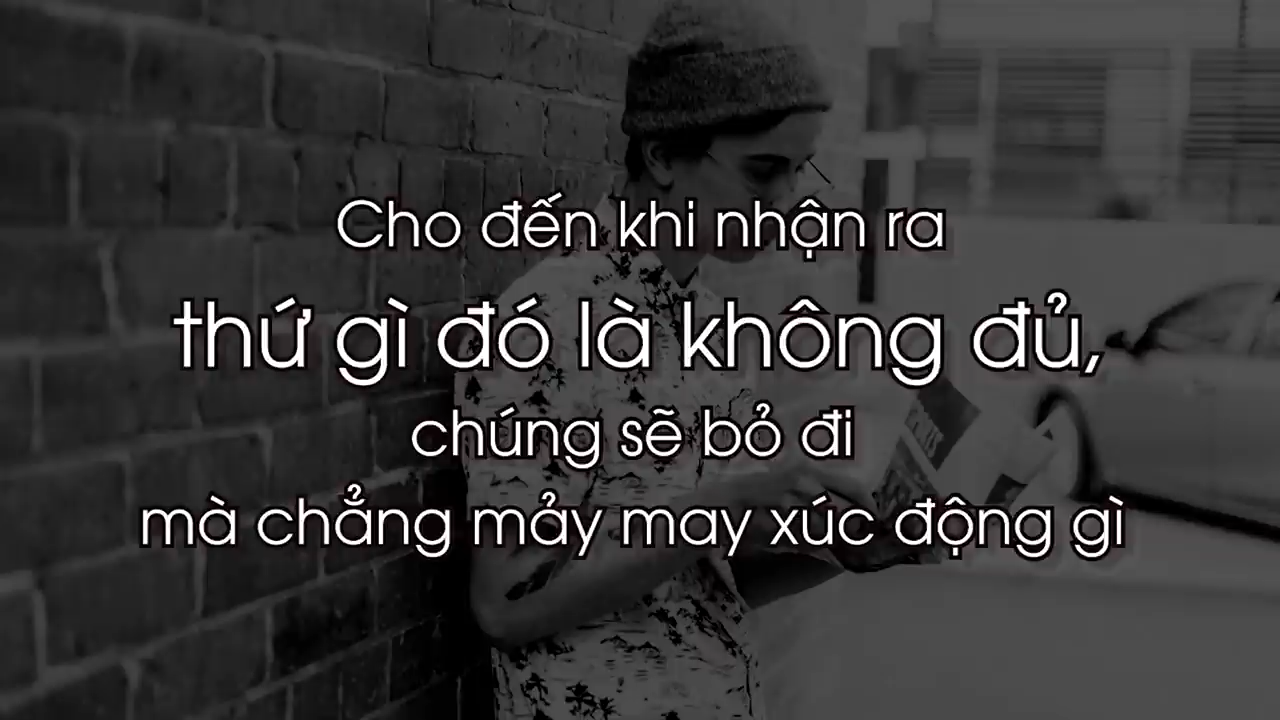 Cho đến khi nhận ra
thứ gì đó là không đủ,
chúng sẽ bỏ đi
mà chẳng mảy may xúc động gì